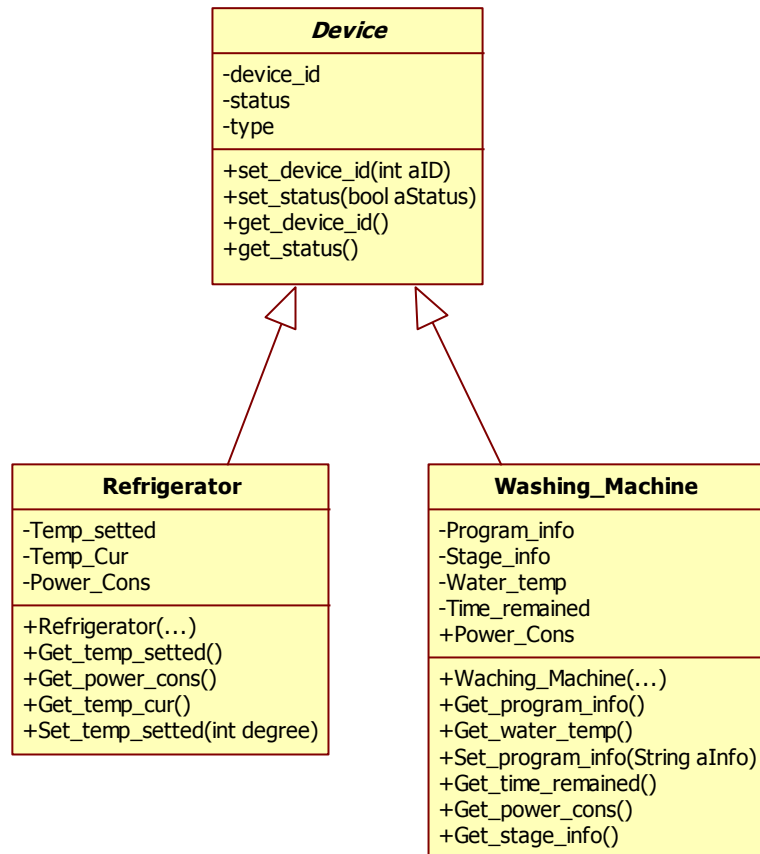 Device
-device_id
-status
-type
+set_device_id(int aID)
+set_status(bool aStatus)
+get_device_id()
+get_status()
Refrigerator
-Temp_setted
-Temp_Cur
-Power_Cons
+Refrigerator(...)
+Get_temp_setted()
+Get_power_cons()
+Get_temp_cur()
+Set_temp_setted(int degree)
Washing_Machine
-Program_info
-Stage_info
-Water_temp
-Time_remained
+Power_Cons
+Waching_Machine(...)
+Get_program_info()
+Get_water_temp()
+Set_program_info(String aInfo)
+Get_time_remained()
+Get_power_cons()
+Get_stage_info()